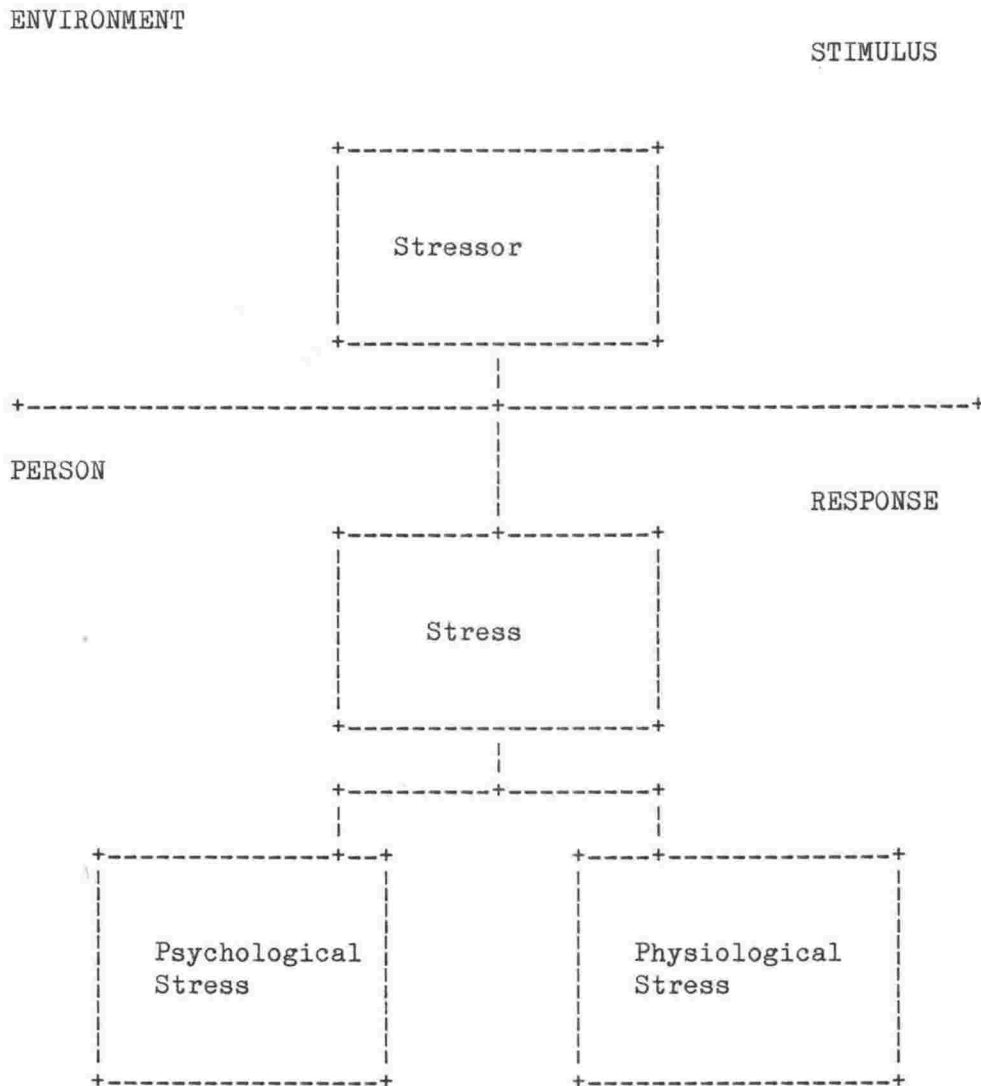 ENVIRONMENT
STIMULUS
Stressor
PERSON
RESPONSE
Stress
Psychological
Stress
Physiological
Stress